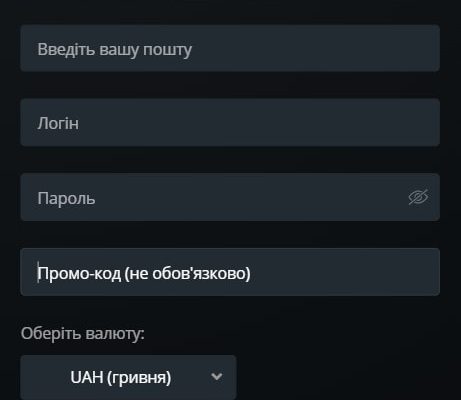 Введіть вашу пошту
Логін
Пароль
Промо-код (не обов'язково)
Оберіть валюту:
UAH (гривня)